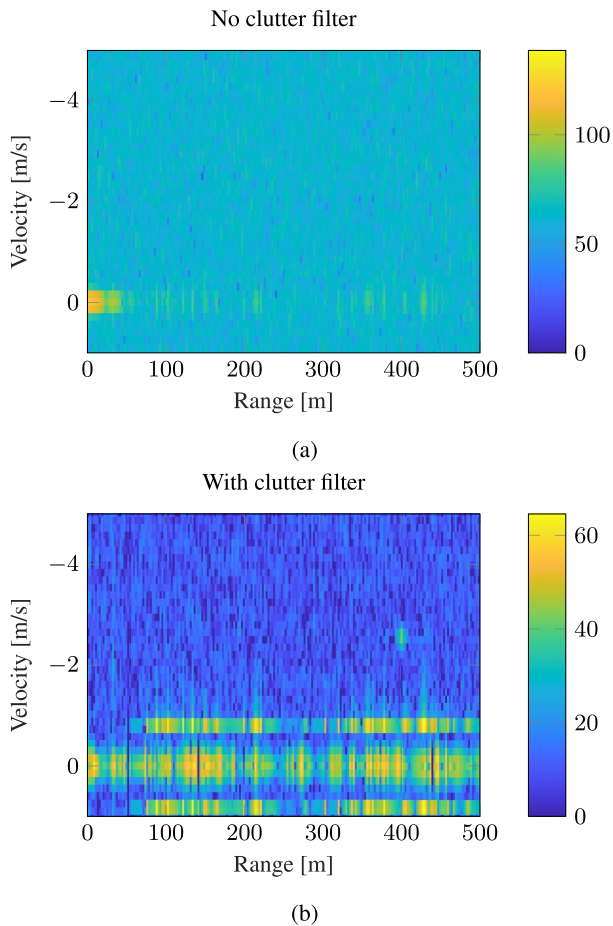 No clutter filter
−4
−2
0
Velocity [m/s]
0 100 200 300 400 500
Range [m]
100
50
0
(a)
With clutter filter
−4
−2
0
Velocity [m/s]
0 100 200 300 400 500
Range [m]
60
40
20
0
(b)